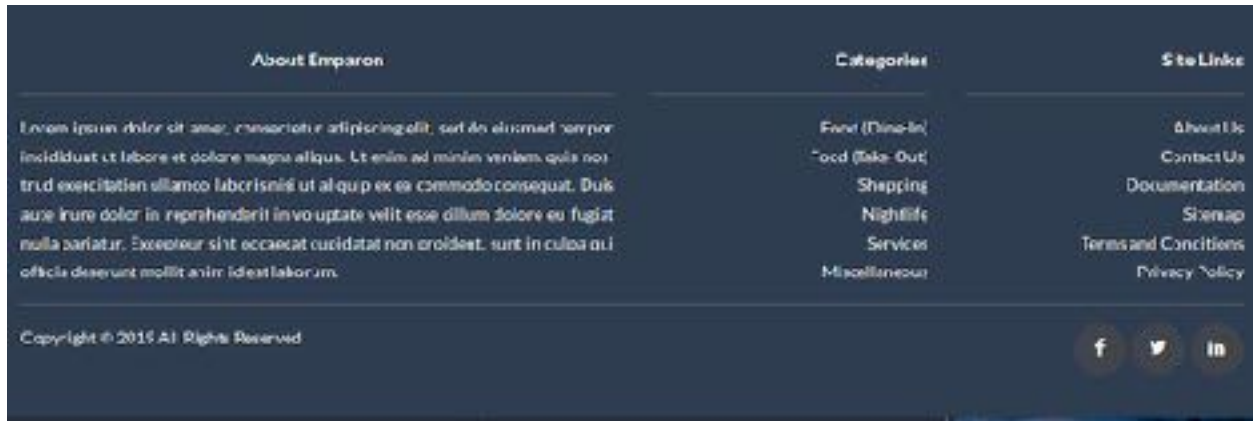 About Emparon
Lorem ipsum dolor sit amet, consectetur adipiscing elit, sed do eiusmod tempor
incididunt ut labore et dolore magna aliqua. Ut enim ad minim veniam, quis nos-
trud exercitation ullamco laboris nisi ut aliquip ex ea commodo consequat. Duis
aute irure dolor in reprehenderit in voluptate velit esse cillum dolore eu fugiat
nulla pariatur. Excepteur sint occaecat cupidatat non proident, sunt in culpa qui
officia deserunt mollit anim id est laborum.
Categories
Food (Dine-In)
Food (Take-Out)
Shopping
Nightlife
Services
Miscellaneous
Site Links
About Us
Contact Us
Documentation
Sitemap
Terms and Conditions
Privacy Policy
Copyright © 2015 All Rights Reserved
f
in